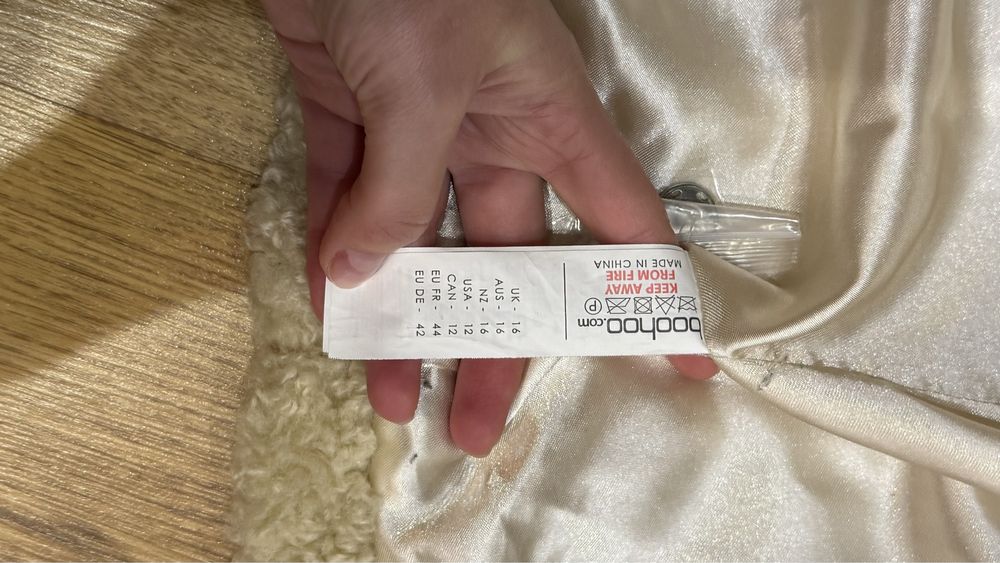 boohoo.com
P
KEEP AWAY
FROM FIRE
MADE IN CHINA
UK - 16
AUS - 16
NZ - 16
USA - 12
CAN - 12
EU FR - 44
EU DE - 42